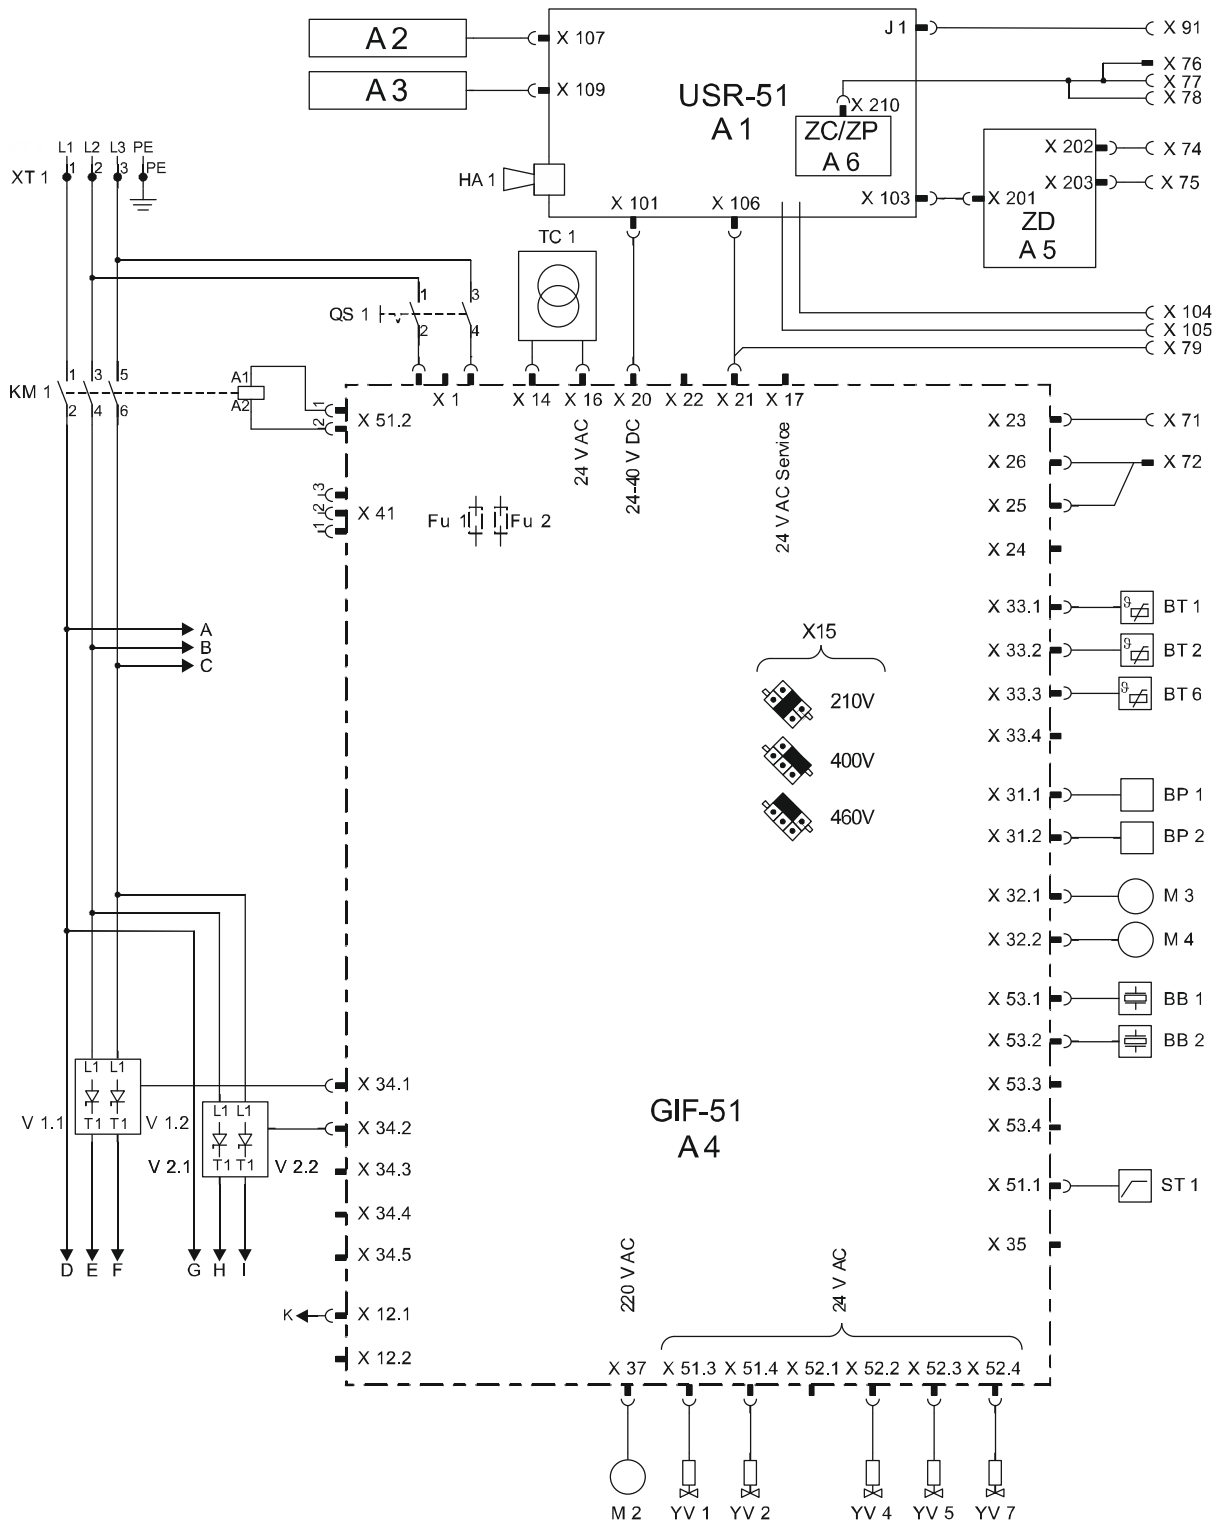 A 2
X 107
J 1
X 91
A 3
X 109
USR-51
A 1
X 76
X 77
X 78
X 210
ZC/ZP
A 6
X 202
X 74
X 203
X 75
L1 L2 L3 PE
1 2 3 PE
XT 1
HA 1
X 101
X 106
X 103
X 201
ZD
A 5
TC 1
1 3
QS 1
2 4
X 104
X 105
X 79
1 3 5
KM 1
2 4 6
A1
A2
1
2
X 51.2
X 1
X 14
X 16
X 20
X 22
X 21
X 17
24 V AC
24-40 V DC
24 V AC Service
X 23
X 71
X 26
X 72
X 25
X 24
3
2
1
X 41
Fu 1
Fu 2
X 33.1
BT 1
ϑ
X 33.2
BT 2
ϑ
X 33.3
BT 6
ϑ
X 33.4
A
B
C
X15
210V
400V
460V
X 31.1
BP 1
X 31.2
BP 2
X 32.1
M 3
X 32.2
M 4
X 53.1
BB 1
X 53.2
BB 2
X 53.3
X 53.4
L1 L1
V 1.1
T1 T1
V 1.2
X 34.1
L1 L1
V 2.1
T1 T1
V 2.2
X 34.2
X 34.3
X 34.4
X 34.5
GIF-51
A 4
X 51.1
ST 1
X 35
D E F G H I
K
X 12.1
X 12.2
220 V AC
24 V AC
X 37
X 51.3
X 51.4
X 52.1
X 52.2
X 52.3
X 52.4
M 2
YV 1
YV 2
YV 4
YV 5
YV 7